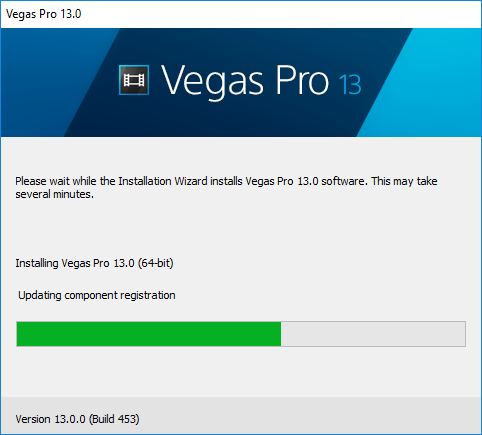 Vegas Pro 13.0
Vegas Pro 13
Please wait while the Installation Wizard installs Vegas Pro 13.0 software. This may take
several minutes.
Installing Vegas Pro 13.0 (64-bit)
Updating component registration
Version 13.0.0 (Build 453)